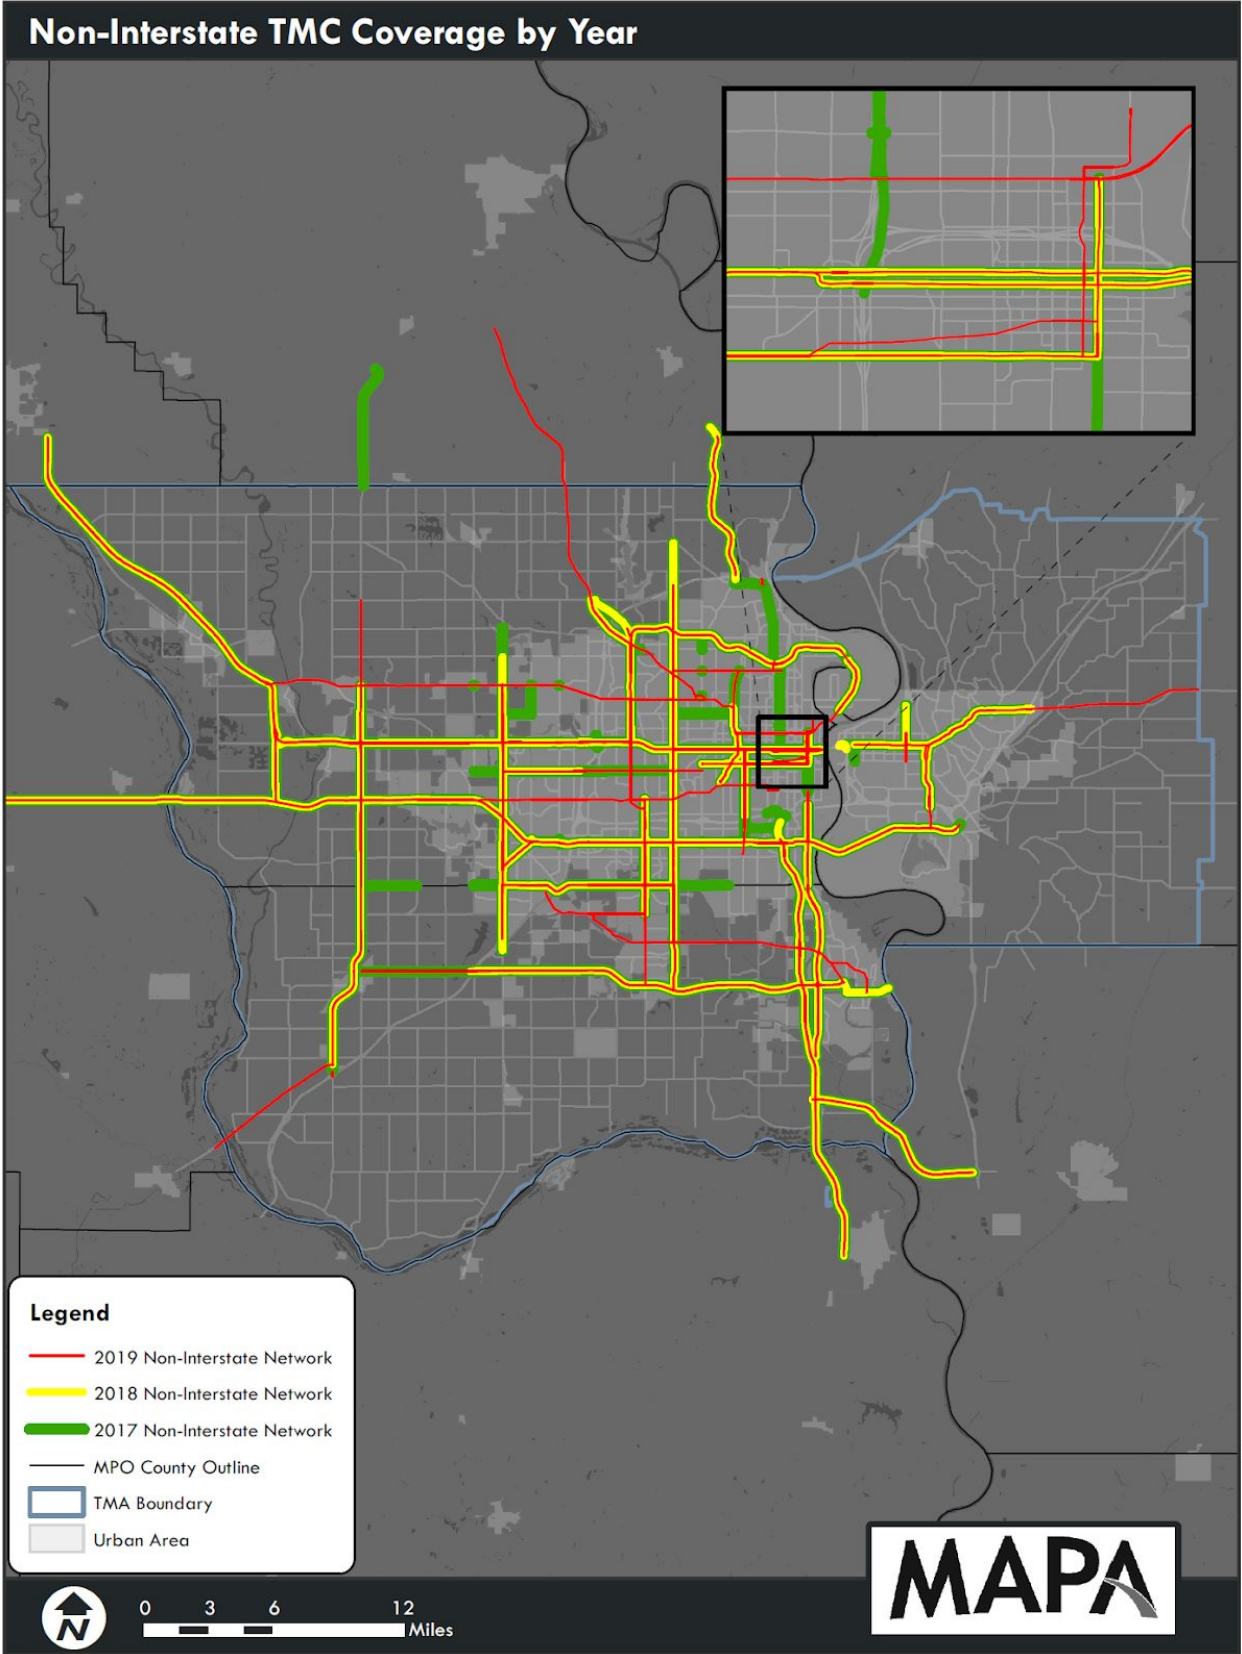 Non-Interstate TMC Coverage by Year
Legend
2019 Non-Interstate Network
2018 Non-Interstate Network
2017 Non-Interstate Network
MPO County Outline
TMA Boundary
Urban Area
N
0 3 6 12
Miles
MAPA